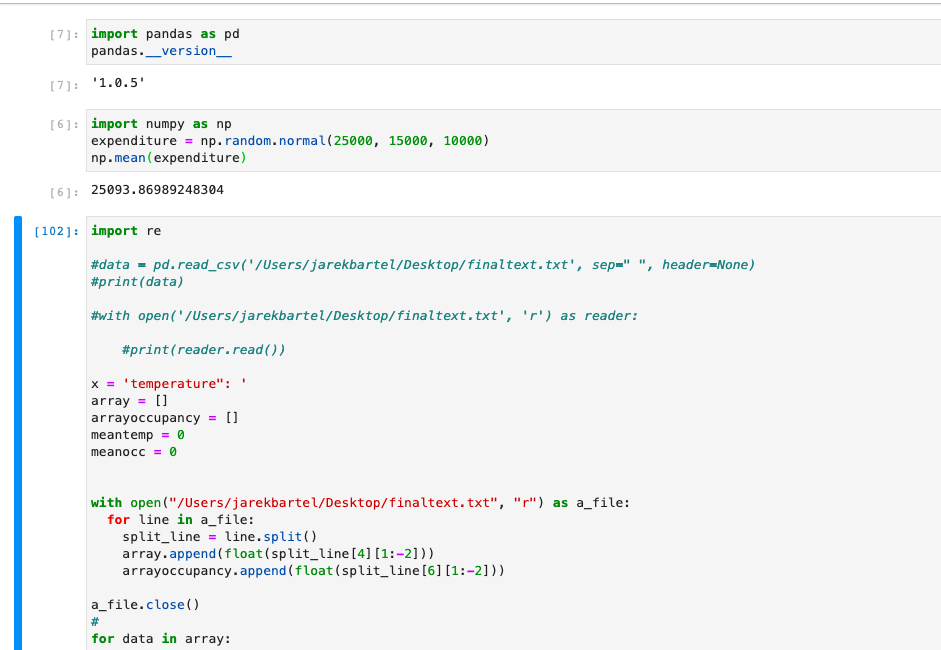 [7]: import pandas as pd
pandas.__version__
[7]: '1.0.5'
[6]: import numpy as np
expenditure = np.random.normal(25000, 15000, 10000)
np.mean(expenditure)
[6]: 25093.86989248304
[102]: import re
#data = pd.read_csv('/Users/jarekbartel/Desktop/finaltext.txt', sep=" ", header=None)
#print(data)
#with open('/Users/jarekbartel/Desktop/finaltext.txt', 'r') as reader:
    #print(reader.read())
x = 'temperature": '
array = []
arrayoccupancy = []
meantemp = 0
meanocc = 0
with open("/Users/jarekbartel/Desktop/finaltext.txt", "r") as a_file:
  for line in a_file:
    split_line = line.split()
    array.append(float(split_line[4][1:-2]))
    arrayoccupancy.append(float(split_line[6][1:-2]))
a_file.close()
#
for data in array: